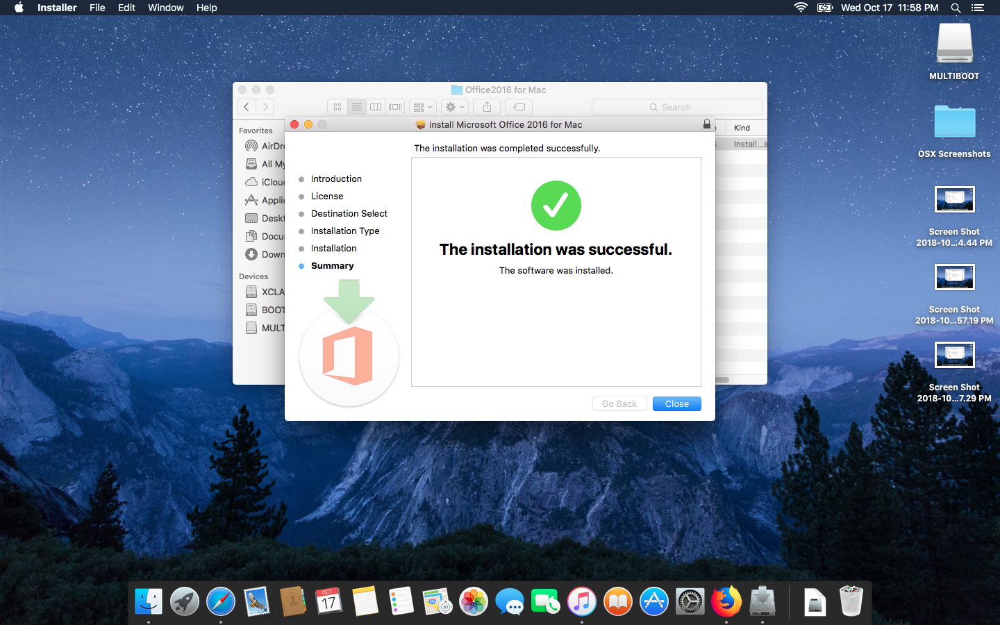 Installer File Edit Window Help
Wed Oct 17 11:58 PM
MULTIBOOT
OSX Screenshots
Screen Shot
2018-10...4.44 PM
Screen Shot
2018-10...57.19 PM
Screen Shot
2018-10...7.29 PM
Office2016 for Mac
Search
Favorites
AirDr
All My
iClou
Applic
Deskt
Docu
Down
Devices
XCLA
BOOT
MULT
Kind
Install...a
Install Microsoft Office 2016 for Mac
The installation was completed successfully.
Introduction
License
Destination Select
Installation Type
Installation
Summary
The installation was successful.
The software was installed.
Go Back
Close
OCT
17
3D